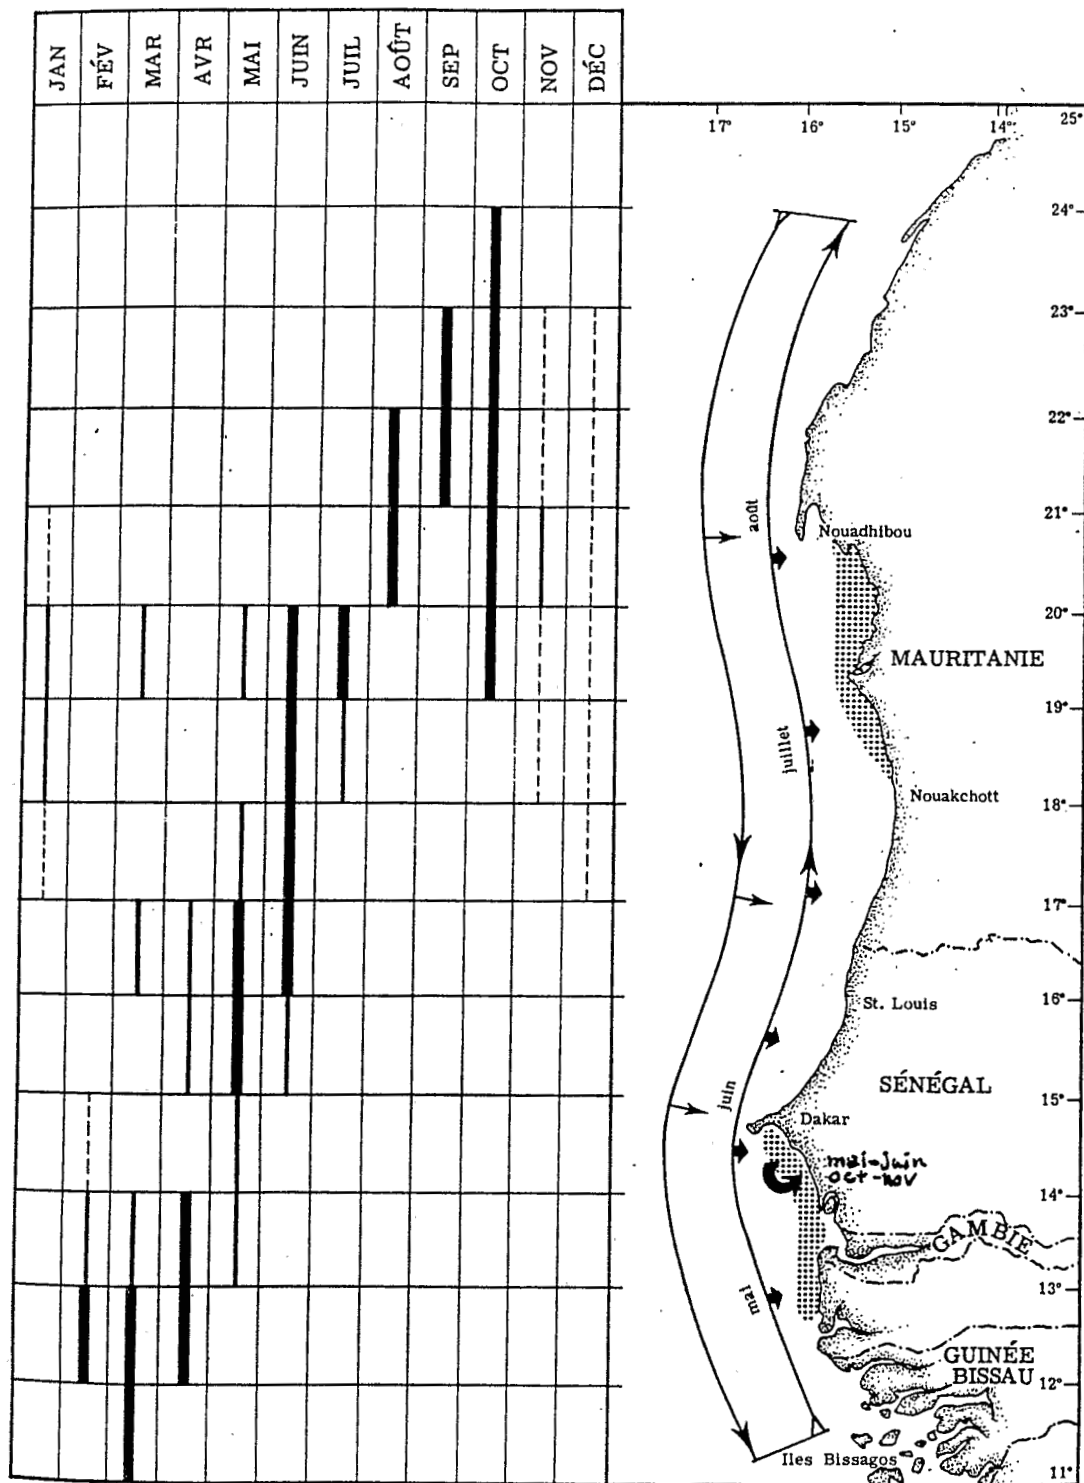 JAN FÉV MAR AVR MAI JUIN JUIL AOÛT SEP OCT NOV DÉC
17° 16° 15° 14° 25°
24°
23°
22°
août
21°
Nouadhibou
20°
MAURITANIE
19°
juillet
Nouakchott
18°
17°
16°
St. Louis
SÉNÉGAL
juin
15°
Dakar
mai-juin
oct-nov
14°
GAMBIE
13°
mai
GUINÉE
BISSAU
12°
Iles Bissagos
11°